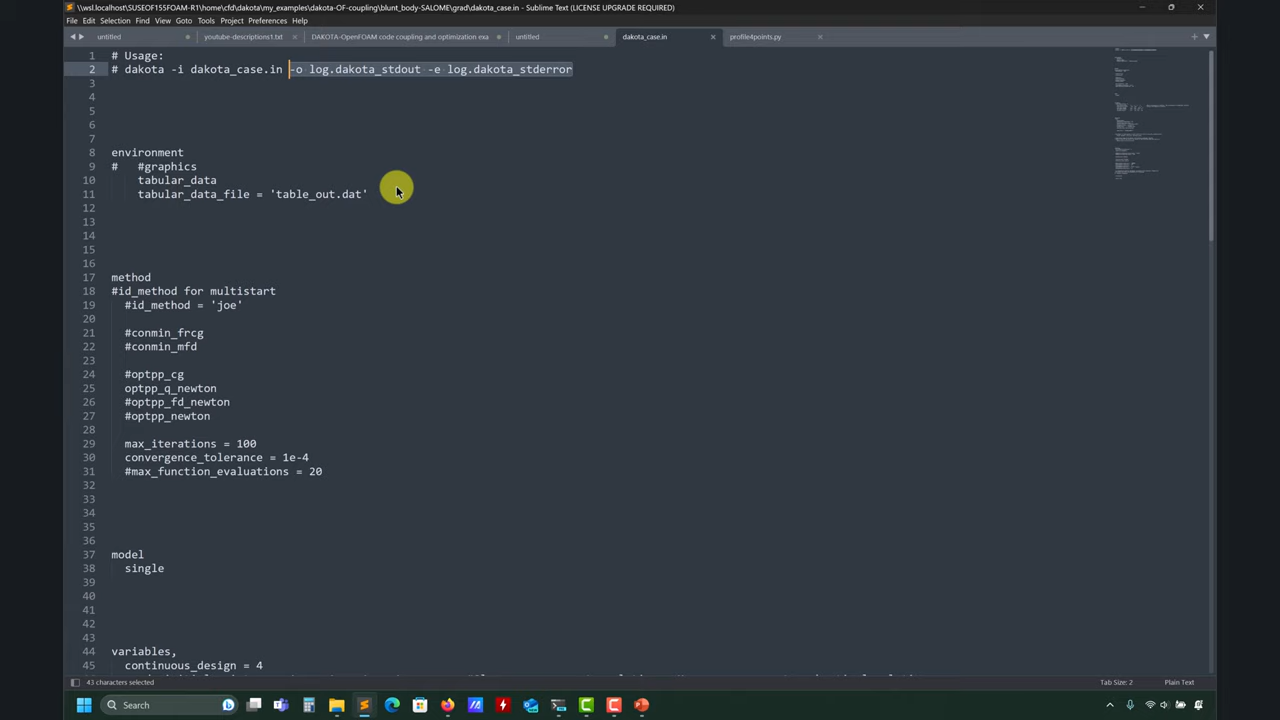 \\wsl.localhost\SUSEOF155FOAM-R1\home\cfd\dakota\my_examples\dakota-OF-coupling\blunt_body-SALOME\grad\dakota_case.in - Sublime Text (LICENSE UPGRADE REQUIRED)
File Edit Selection Find View Goto Tools Project Preferences Help
untitled youtube-descriptions1.txt DAKOTA-OpenFOAM code coupling and optimization exa untitled dakota_case.in profile4points.py
1 # Usage:
2 # dakota -i dakota_case.in -o log.dakota_stdout -e log.dakota_stderror
3
4
5
6
7
8 environment
9 # #graphics
10 tabular_data
11 tabular_data_file = 'table_out.dat'
12
13
14
15
16
17 method
18 #id_method for multistart
19 #id_method = 'joe'
20
21 #conmin_frcg
22 #conmin_mfd
23
24 #optpp_cg
25 optpp_q_newton
26 #optpp_fd_newton
27 #optpp_newton
28
29 max_iterations = 100
30 convergence_tolerance = 1e-4
31 #max_function_evaluations = 20
32
33
34
35
36
37 model
38 single
39
40
41
42
43
44 variables,
45 continuous_design = 4
43 characters selected Tab Size: 2 Plain Text
Search